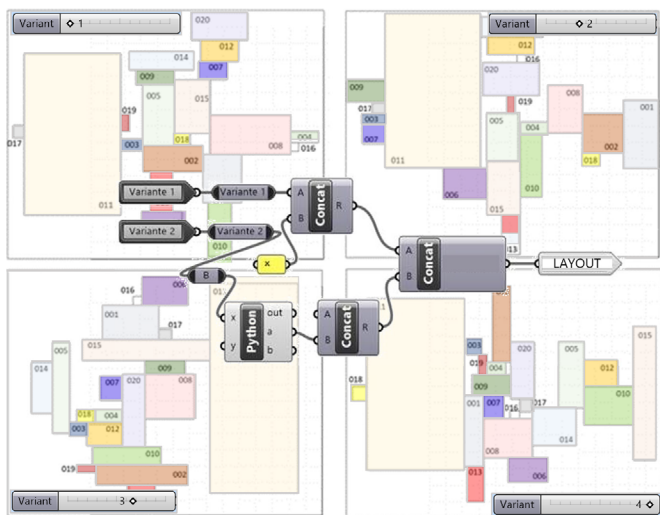 Variant 1
020
012
014
007
009
005
015
019
017
003
018
002
008
004
016
011
010
Variant 2
012
016
020
009
019
008
001
017
003
007
005
004
002
018
011
006
010
015
013
Variante 1
Variante 1
A
B
Concat
R
Variante 2
Variante 2
x
B
A
B
Concat
LAYOUT
x
y
Python
out
a
b
A
B
Concat
R
006
016
001
017
015
005
014
009
007
020
008
018
004
003
012
010
019
002
Variant 3
003
019
004
020
005
012
015
018
009
010
001
007
016
017
014
008
006
013
Variant 4